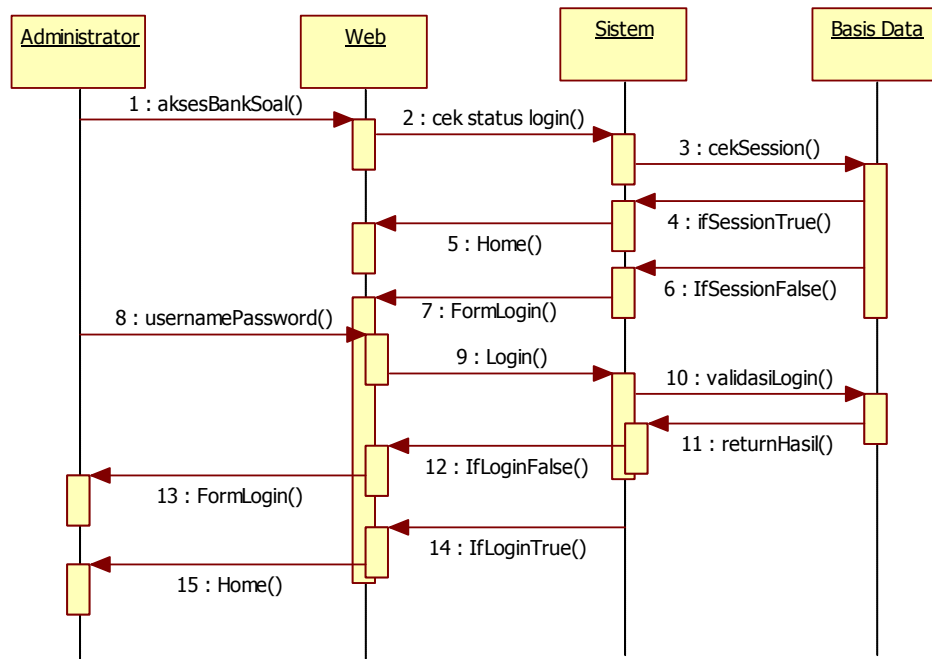 Administrator
Web
Sistem
Basis Data
1 : aksesBankSoal()
2 : cek status login()
3 : cekSession()
4 : ifSessionTrue()
5 : Home()
6 : IfSessionFalse()
7 : FormLogin()
8 : usernamePassword()
9 : Login()
10 : validasiLogin()
11 : returnHasil()
12 : IfLoginFalse()
13 : FormLogin()
14 : IfLoginTrue()
15 : Home()